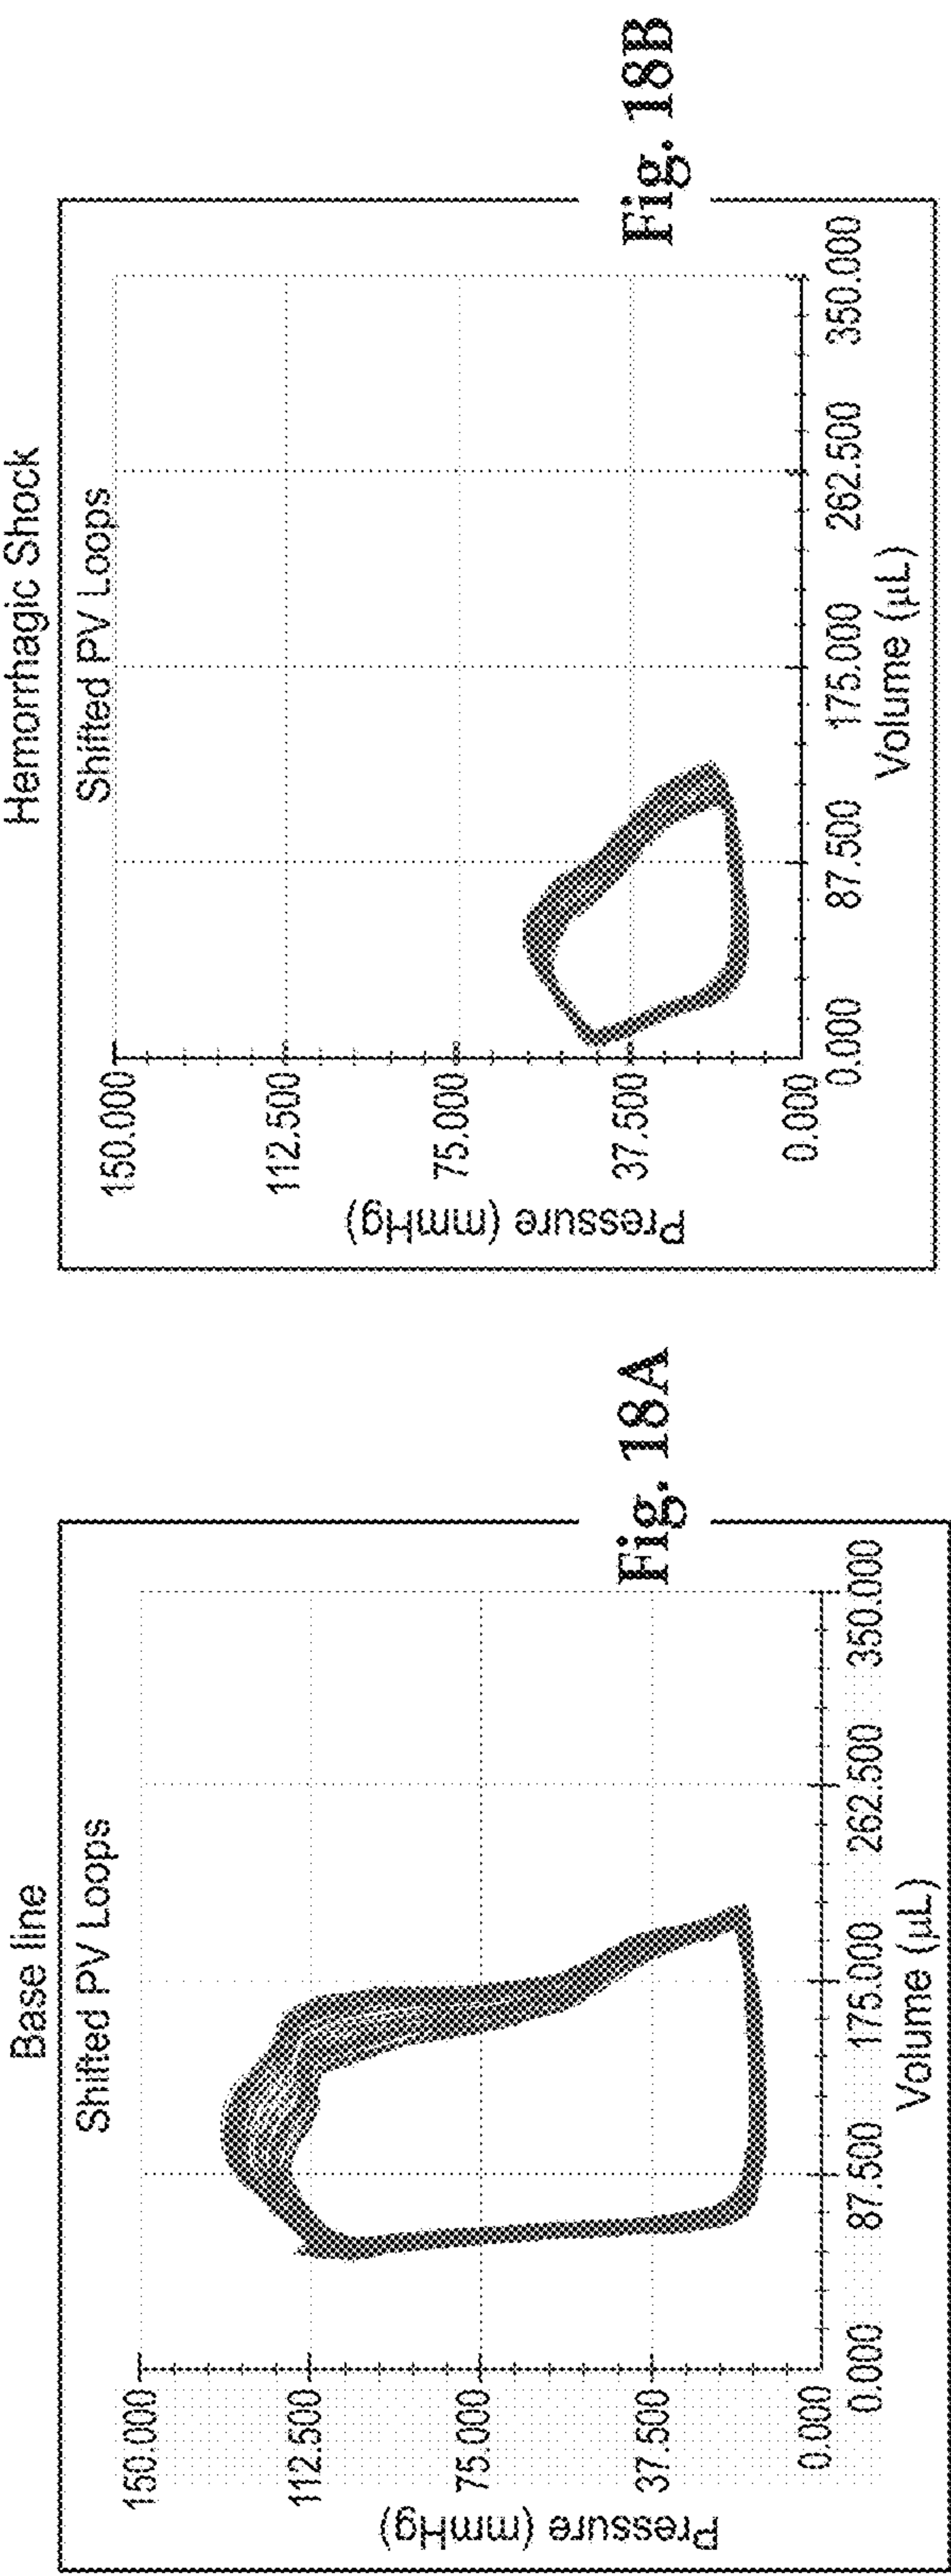 Base line
Shifted PV Loops
150.000
112.500
75.000
37.500
0.000
Pressure (mmHg)
0.000 87.500 175.000 262.500 350.000
Volume (µL)
Fig. 18A
Hemorrhagic Shock
Shifted PV Loops
150.000
112.500
75.000
37.500
0.000
Pressure (mmHg)
0.000 87.500 175.000 262.500 350.000
Volume (µL)
Fig. 18B